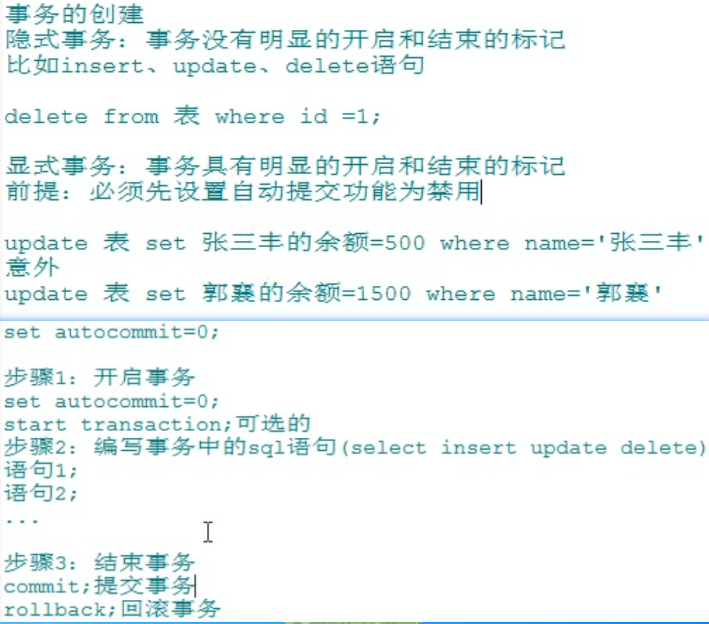 事务的创建
隐式事务：事务没有明显的开启和结束的标记
比如insert、update、delete语句
delete from 表 where id =1;
显式事务：事务具有明显的开启和结束的标记
前提：必须先设置自动提交功能为禁用
update 表 set 张三丰的余额=500 where name='张三丰'
意外
update 表 set 郭襄的余额=1500 where name='郭襄'
set autocommit=0;
步骤1：开启事务
set autocommit=0;
start transaction;可选的
步骤2：编写事务中的sql语句(select insert update delete)
语句1;
语句2;
...
步骤3：结束事务
commit;提交事务
rollback;回滚事务